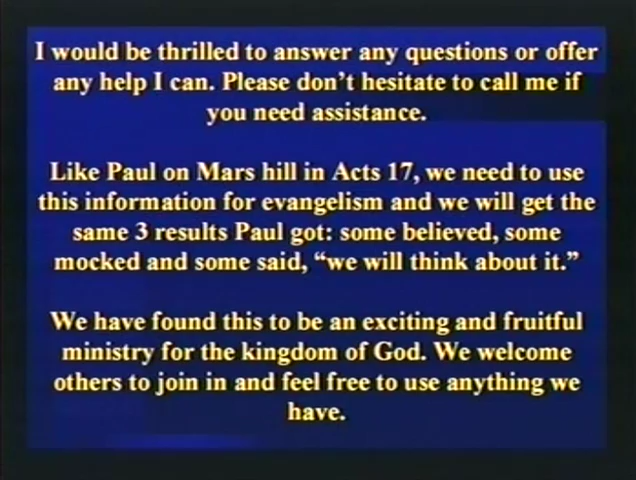 I would be thrilled to answer any questions or offer
any help I can. Please don't hesitate to call me if
you need assistance.
Like Paul on Mars hill in Acts 17, we need to use
this information for evangelism and we will get the
same 3 results Paul got: some believed, some
mocked and some said, “we will think about it.”
We have found this to be an exciting and fruitful
ministry for the kingdom of God. We welcome
others to join in and feel free to use anything we
have.